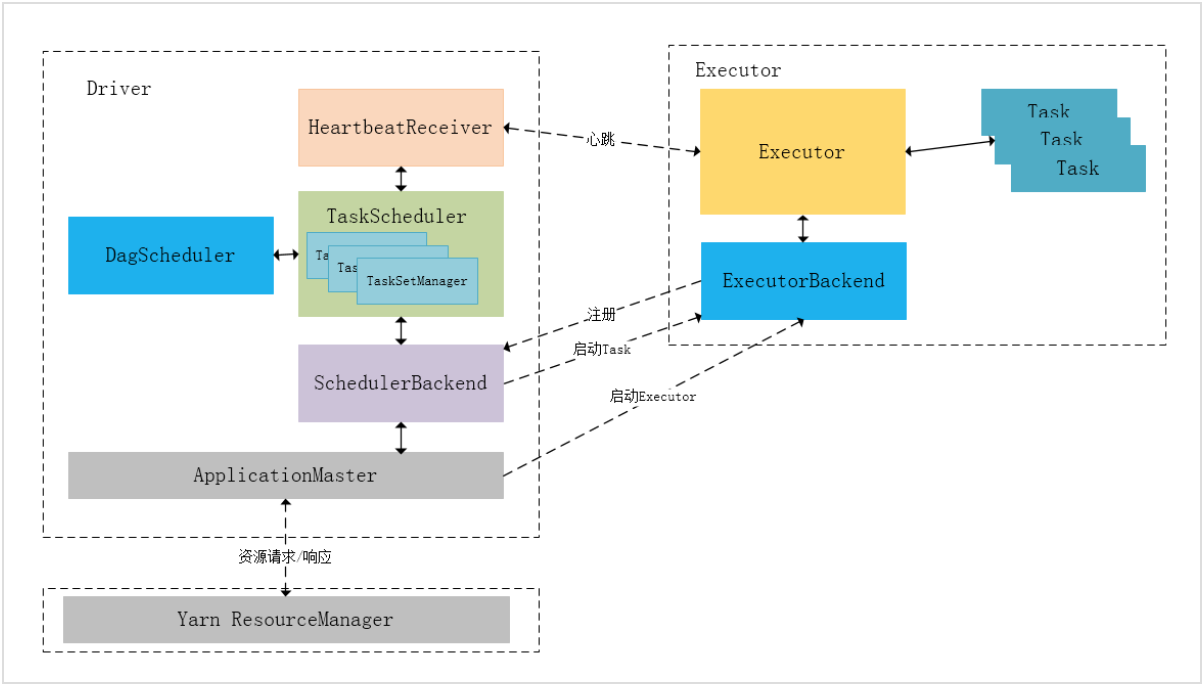 Driver
HeartbeatReceiver
TaskScheduler
Ta
Tas
TaskSetManager
DagScheduler
SchedulerBackend
ApplicationMaster
资源请求/响应
Yarn ResourceManager
心跳
注册
启动Task
启动Executor
Executor
Executor
Task
Task
Task
ExecutorBackend